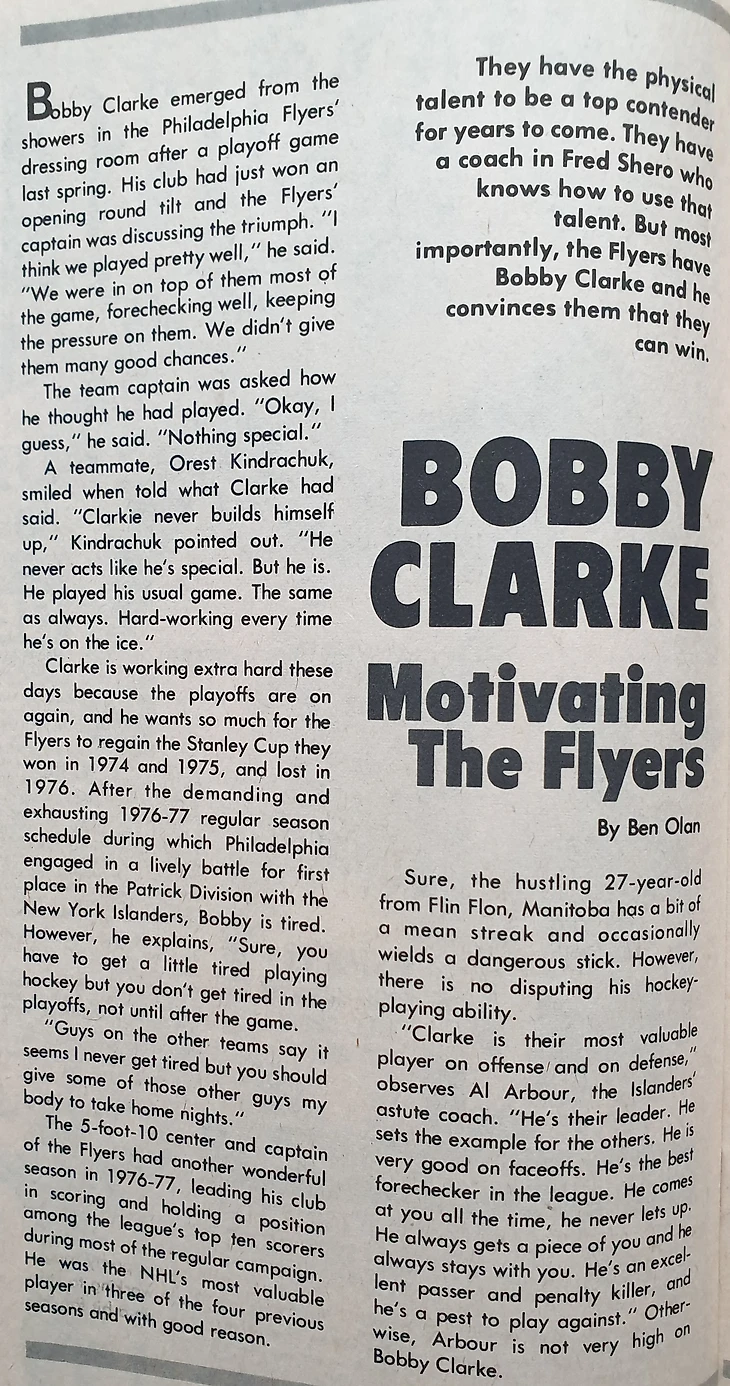 Bobby Clarke emerged from the
showers in the Philadelphia Flyers'
dressing room after a playoff game
last spring. His club had just won an
opening round tilt and the Flyers'
captain was discussing the triumph. "I
think we played pretty well," he said.
"We were in on top of them most of
the game, forechecking well, keeping
the pressure on them. We didn't give
them many good chances."
The team captain was asked how
he thought he had played. "Okay, I
guess," he said. "Nothing special."
A teammate, Orest Kindrachuk,
smiled when told what Clarke had
said. "Clarkie never builds himself
up," Kindrachuk pointed out. "He
never acts like he's special. But he is.
He played his usual game. The same
as always. Hard-working every time
he's on the ice."
Clarke is working extra hard these
days because the playoffs are on
again, and he wants so much for the
Flyers to regain the Stanley Cup they
won in 1974 and 1975, and lost in
1976. After the demanding and
exhausting 1976-77 regular season
schedule during which Philadelphia
engaged in a lively battle for first
place in the Patrick Division with the
New York Islanders, Bobby is tired.
However, he explains, "Sure, you
have to get a little tired playing
hockey but you don't get tired in the
playoffs, not until after the game.
"Guys on the other teams say it
seems I never get tired but you should
give some of those other guys my
body to take home nights."
The 5-foot-10 center and captain
of the Flyers had another wonderful
season in 1976-77, leading his club
in scoring and holding a position
among the league's top ten scorers
during most of the regular campaign.
He was the NHL's most valuable
player in three of the four previous
seasons and with good reason.
They have the physical
talent to be a top contender
for years to come. They have
a coach in Fred Shero who
knows how to use that
talent. But most
importantly, the Flyers have
Bobby Clarke and he
convinces them that they
can win.
BOBBY
CLARKE
Motivating
The Flyers
By Ben Olan
Sure, the hustling 27-year-old
from Flin Flon, Manitoba has a bit of
a mean streak and occasionally
wields a dangerous stick. However,
there is no disputing his hockey-
playing ability.
"Clarke is their most valuable
player on offense and on defense,"
observes Al Arbour, the Islanders'
astute coach. "He's their leader. He
sets the example for the others. He is
very good on faceoffs. He's the best
forechecker in the league. He comes
at you all the time, he never lets up.
He always gets a piece of you and he
always stays with you. He's an excel-
lent passer and penalty killer, and
he's a pest to play against." Other-
wise, Arbour is not very high on
Bobby Clarke.